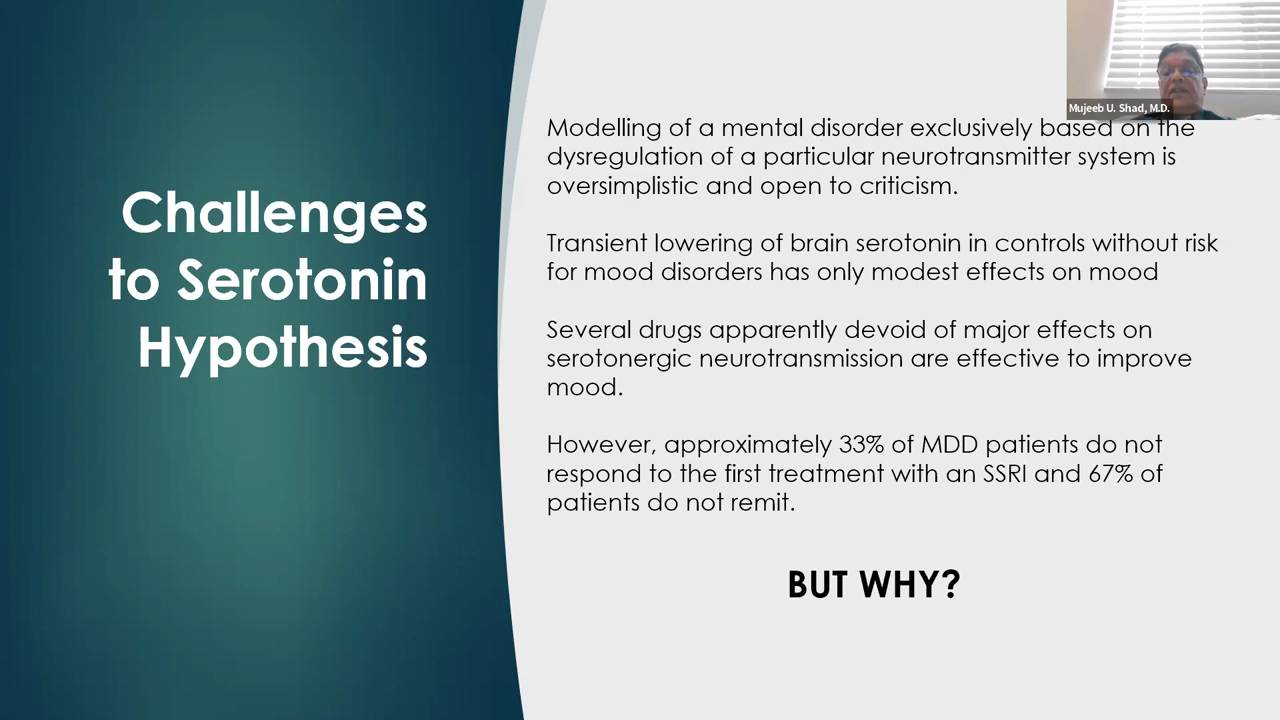 Challenges
to Serotonin
Hypothesis
Mujeeb U. Shad, M.D.
Modelling of a mental disorder exclusively based on the
dysregulation of a particular neurotransmitter system is
oversimplistic and open to criticism.
Transient lowering of brain serotonin in controls without risk
for mood disorders has only modest effects on mood
Several drugs apparently devoid of major effects on
serotonergic neurotransmission are effective to improve
mood.
However, approximately 33% of MDD patients do not
respond to the first treatment with an SSRI and 67% of
patients do not remit.
BUT WHY?